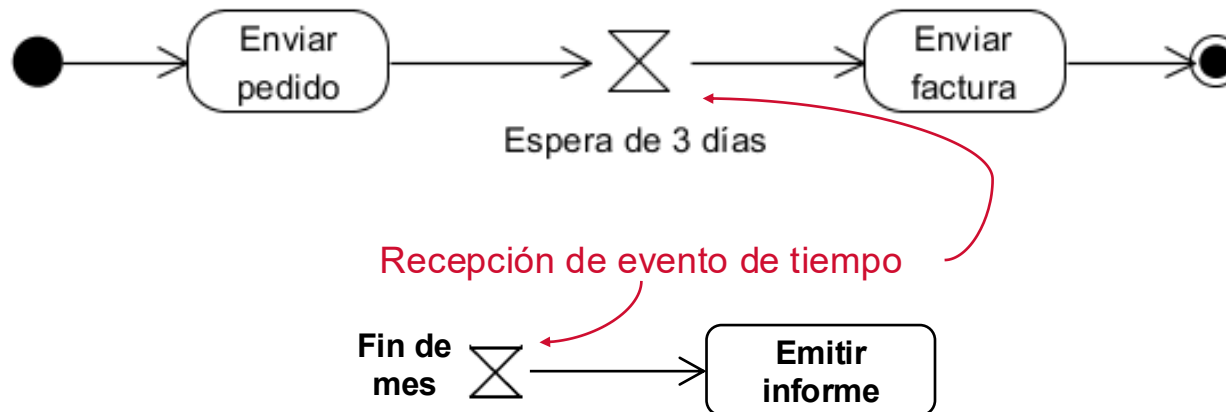 Enviar
pedido
Enviar
factura
Espera de 3 días
Recepción de evento de tiempo
Fin de
mes
Emitir
informe